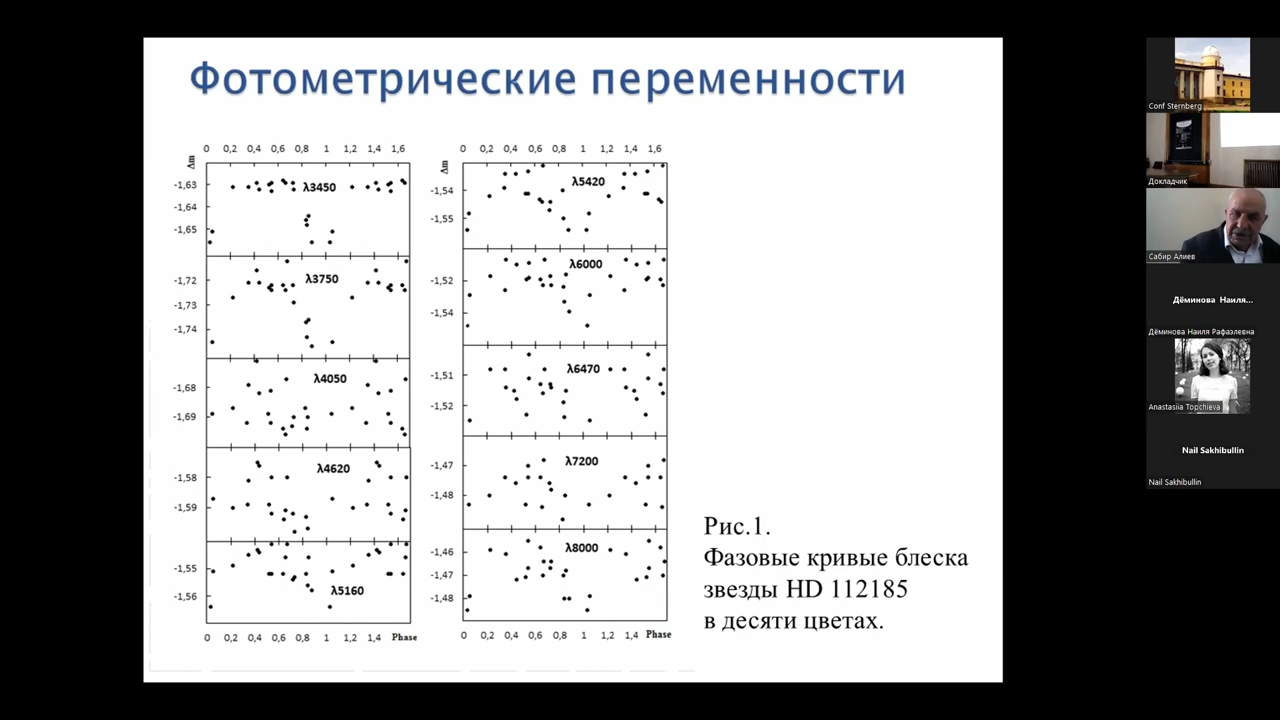 Фотометрические переменности
0 0,2 0,4 0,6 0,8 1 1,2 1,4 1,6
Δm
λ3450
-1,63
-1,64
-1,65
λ3750
-1,72
-1,73
-1,74
λ4050
-1,68
-1,69
λ4620
-1,58
-1,59
λ5160
-1,55
-1,56
0 0,2 0,4 0,6 0,8 1 1,2 1,4 Phase
0 0,2 0,4 0,6 0,8 1 1,2 1,4 1,6
Δm
λ5420
-1,54
-1,55
λ6000
-1,52
-1,54
λ6470
-1,51
-1,52
λ7200
-1,47
-1,48
λ8000
-1,46
-1,47
-1,48
0 0,2 0,4 0,6 0,8 1 1,2 1,4 Phase
Рис.1.
Фазовые кривые блеска
звезды HD 112185
в десяти цветах.
Conf Sternberg
Докладчик
Сабир Алиев
Дёминова Наиля...
Дёминова Наиля Рафаэлевна
Anastasiia Topchieva
Nail Sakhibullin
Nail Sakhibullin